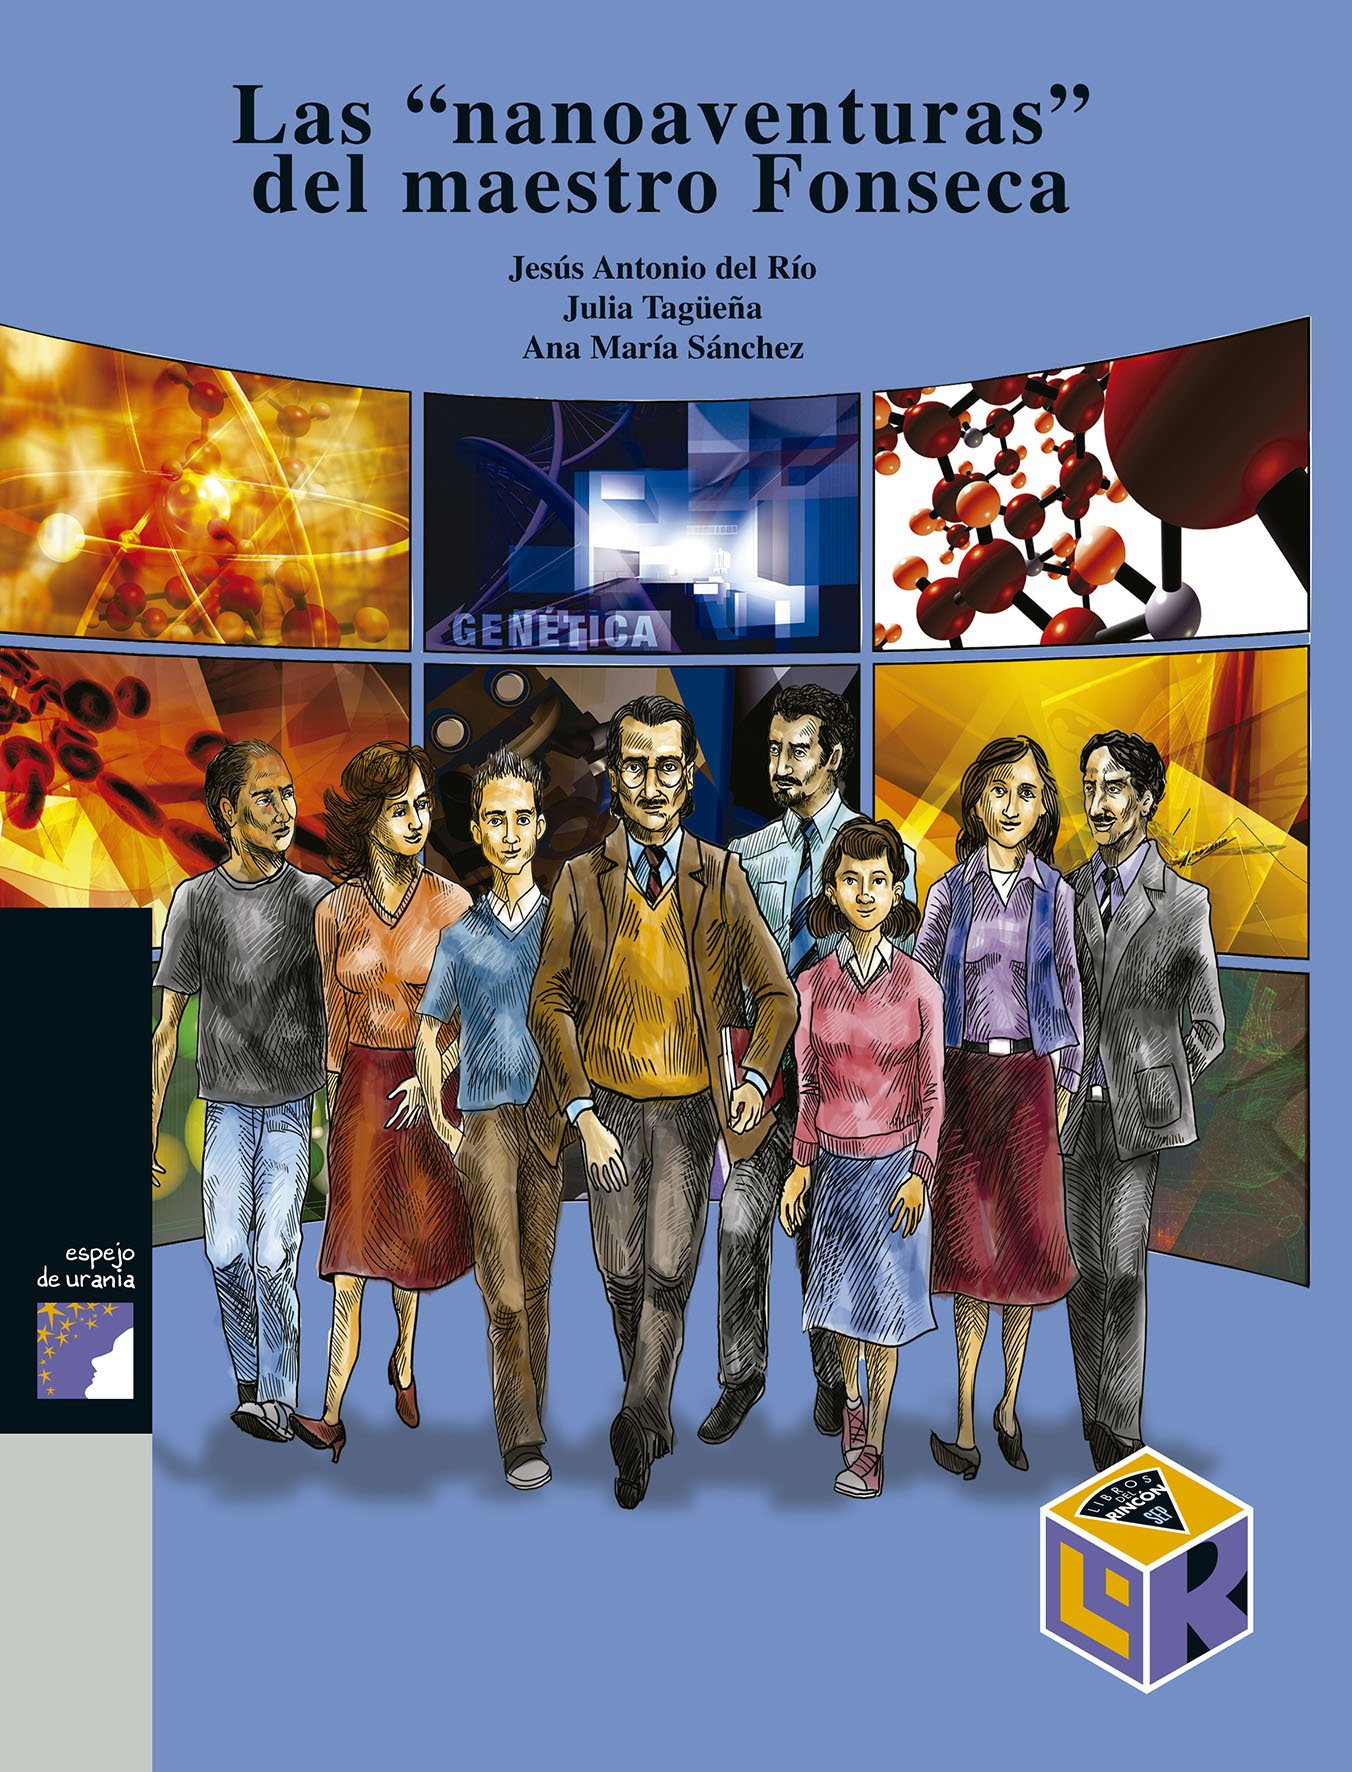 Las “nanoaventuras”
del maestro Fonseca
Jesús Antonio del Río
Julia Tagüeña
Ana María Sánchez
GENÉTICA
espejo
de urania
LIBROS
DEL
RINCÓN
SEP
L
R